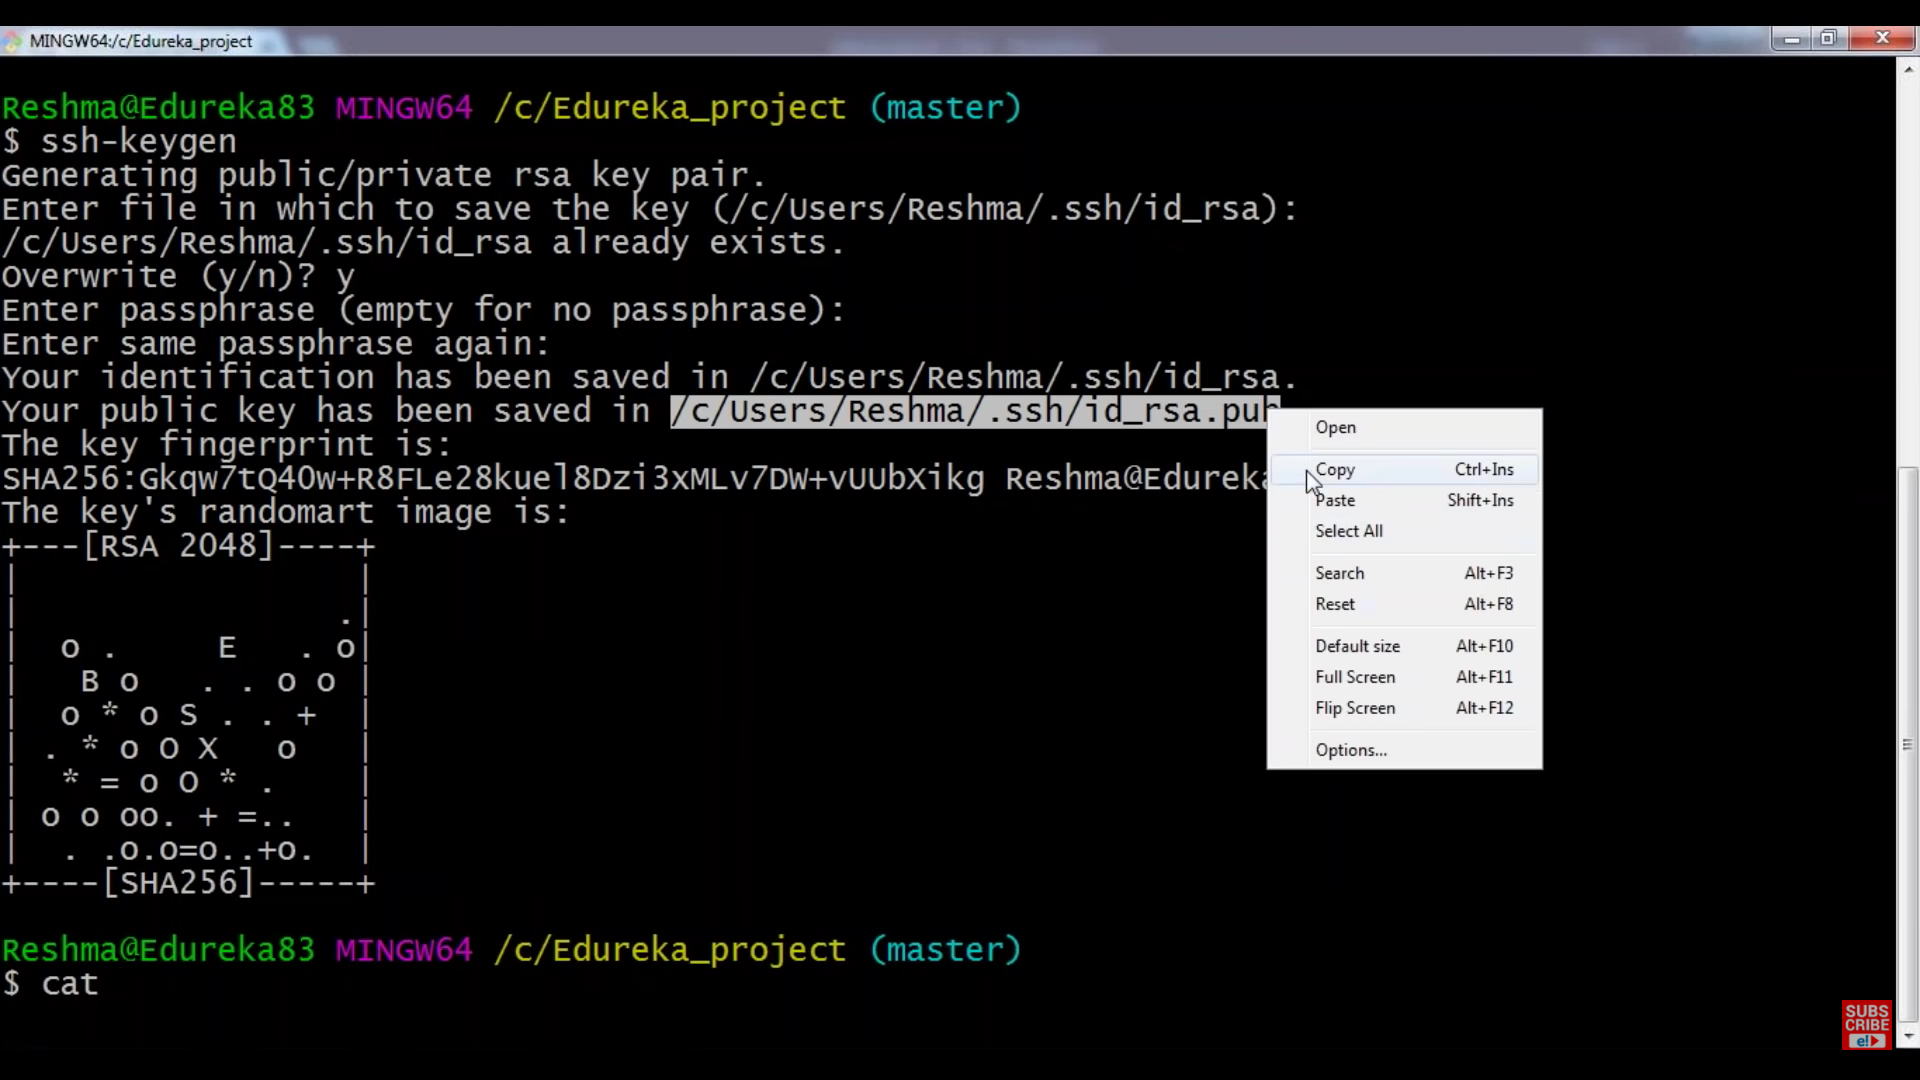 MINGW64:/c/Edureka_project
Reshma@Edureka83 MINGW64 /c/Edureka_project (master)
$ ssh-keygen
Generating public/private rsa key pair.
Enter file in which to save the key (/c/Users/Reshma/.ssh/id_rsa):
/c/Users/Reshma/.ssh/id_rsa already exists.
Overwrite (y/n)? y
Enter passphrase (empty for no passphrase):
Enter same passphrase again:
Your identification has been saved in /c/Users/Reshma/.ssh/id_rsa.
Your public key has been saved in /c/Users/Reshma/.ssh/id_rsa.pub
The key fingerprint is:
SHA256:Gkqw7tQ4Ow+R8FLe28kuel8Dzi3xMLv7DW+vUUbXikg Reshma@Edureka
The key's randomart image is:
+---[RSA 2048]----+
|                 |
|                .|
|  o .     E   . o|
|   B o   . . o o |
|  o * o S . . +  |
| . * o O X   o   |
|  * = o O * .    |
| o o oo. + =..   |
|  . .o.o=o..+o.  |
+----[SHA256]-----+
Reshma@Edureka83 MINGW64 /c/Edureka_project (master)
$ cat
Open
Copy Ctrl+Ins
Paste Shift+Ins
Select All
Search Alt+F3
Reset Alt+F8
Default size Alt+F10
Full Screen Alt+F11
Flip Screen Alt+F12
Options...
SUBS
CRIBE
e!